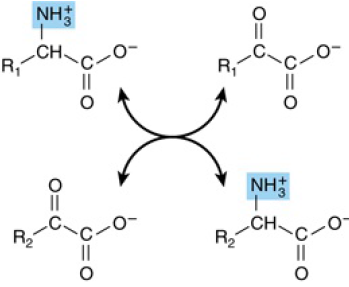 NH₃⁺ O
R₁ CH C O⁻ R₁ C C O⁻
O O
O NH₃⁺
R₂ C C O⁻ R₂ CH C O⁻
O O